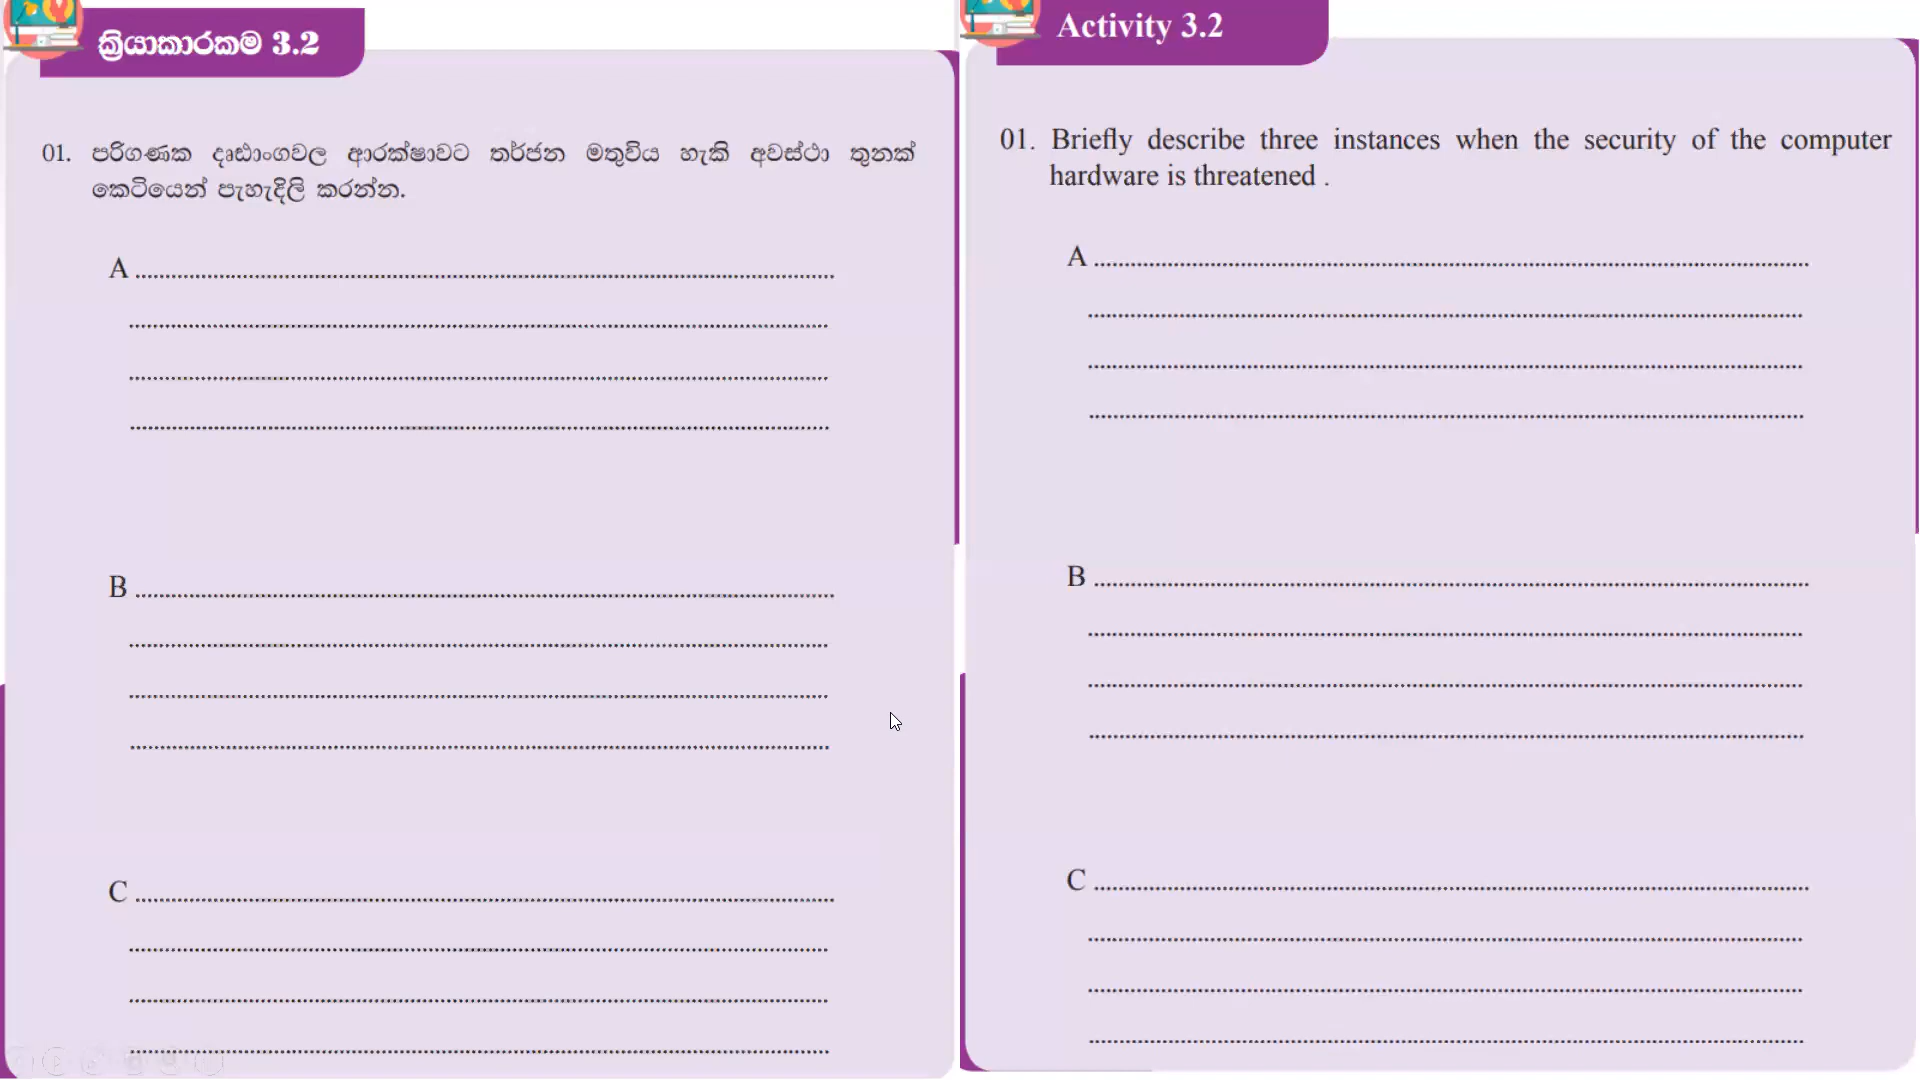 ක්‍රියාකාරකම 3.2
01. පරිගණක දෘඪාංගවල ආරක්ෂාවට තර්ජන මතුවිය හැකි අවස්ථා තුනක්
කෙටියෙන් පැහැදිලි කරන්න.
A
B
C
Activity 3.2
01. Briefly describe three instances when the security of the computer
hardware is threatened .
A
B
C